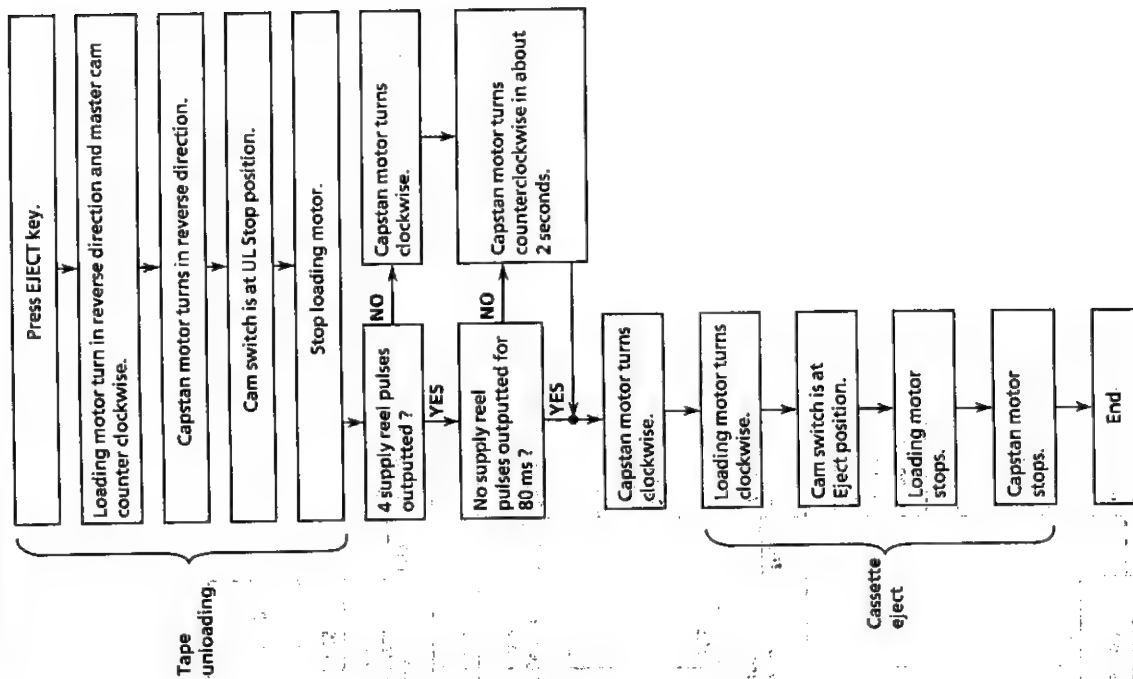 Press EJECT key.
Loading motor turn in reverse direction and master cam
counter clockwise.
Capstan motor turns in reverse direction.
Cam switch is at UL Stop position.
Stop loading motor.
Tape
unloading.
4 supply reel pulses
outputted ?
NO
Capstan motor turns
clockwise.
YES
No supply reel
pulses outputted for
80 ms ?
NO
Capstan motor turns
counterclockwise in about
2 seconds.
YES
Capstan motor turns
clockwise.
Loading motor turns
clockwise.
Cam switch is at
Eject position.
Loading motor
stops.
Capstan motor
stops.
Cassette
eject
End